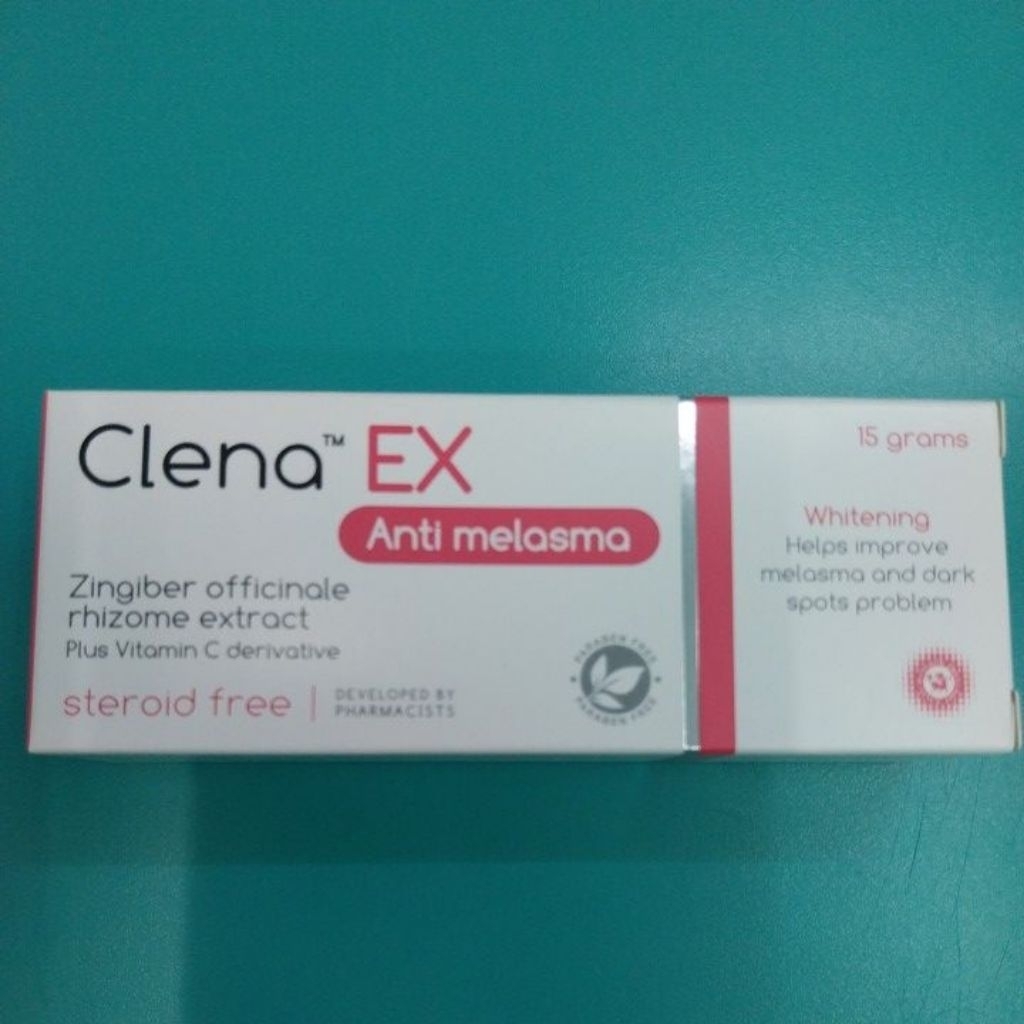 Clena™ EX
Anti melasma
Zingiber officinale
rhizome extract
Plus Vitamin C derivative
steroid free
DEVELOPED BY
PHARMACISTS
PARABEN FREE
PARABEN FREE
15 grams
Whitening
Helps improve
melasma and dark
spots problem